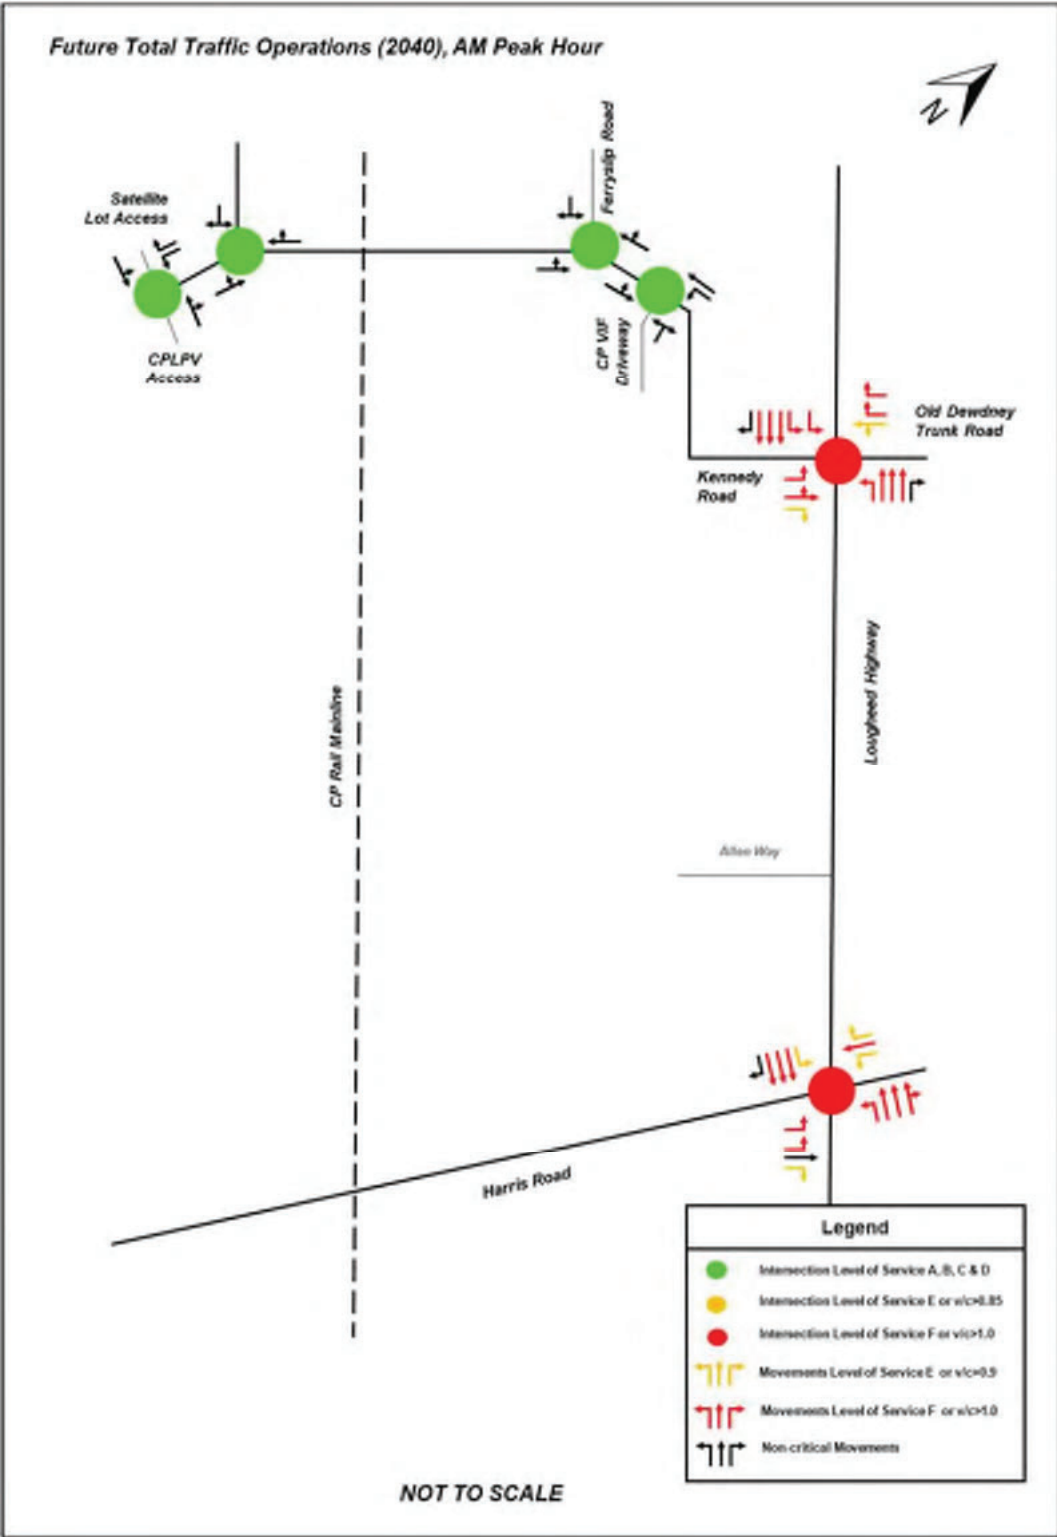 Future Total Traffic Operations (2040), AM Peak Hour
N
Ferryslip Road
Satellite
Lot Access
CPLPV
Access
CP VIF
Driveway
Old Dewdney
Trunk Road
Kennedy
Road
Lougheed Highway
CP Rail Mainline
Allen Way
Harris Road
Legend
Intersection Level of Service A, B, C & D
Intersection Level of Service E or v/c>0.85
Intersection Level of Service F or v/c>1.0
Movements Level of Service E or v/c>0.9
Movements Level of Service F or v/c>1.0
Non-critical Movements
NOT TO SCALE